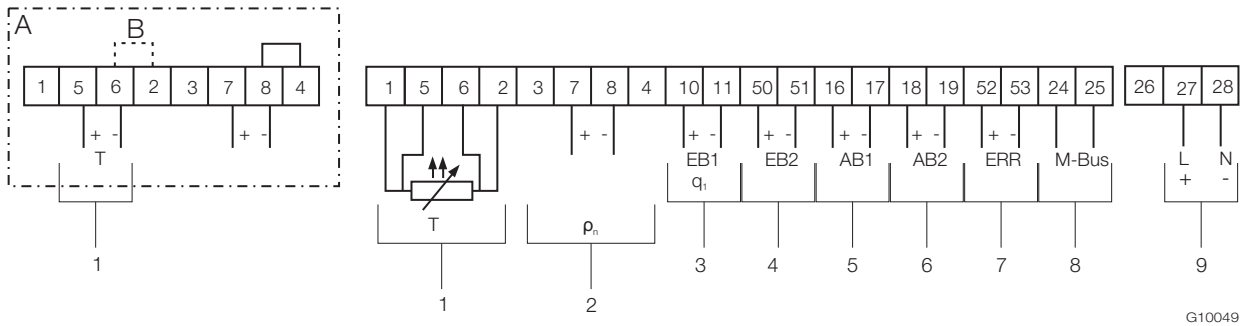 A
B
1 5 6 2 3 7 8 4
+ - + -
T
1
1 5 6 2 3 7 8 4 10 11 50 51 16 17 18 19 52 53 24 25 26 27 28
+ - + - + - + - + - + -
EB1 EB2 AB1 AB2 ERR M-Bus L N
q₁ + -
T ρₙ
1 2 3 4 5 6 7 8 9
G10049